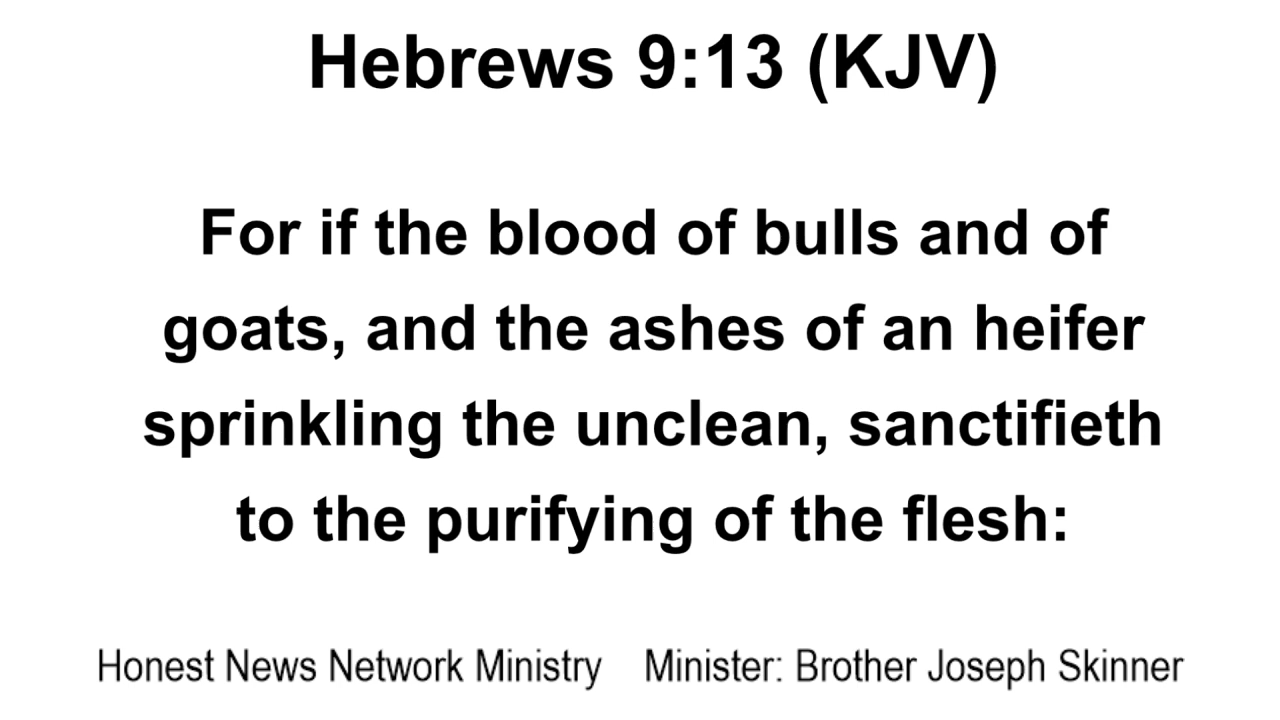 Hebrews 9:13 (KJV)
For if the blood of bulls and of
goats, and the ashes of an heifer
sprinkling the unclean, sanctifieth
to the purifying of the flesh:
Honest News Network Ministry    Minister: Brother Joseph Skinner